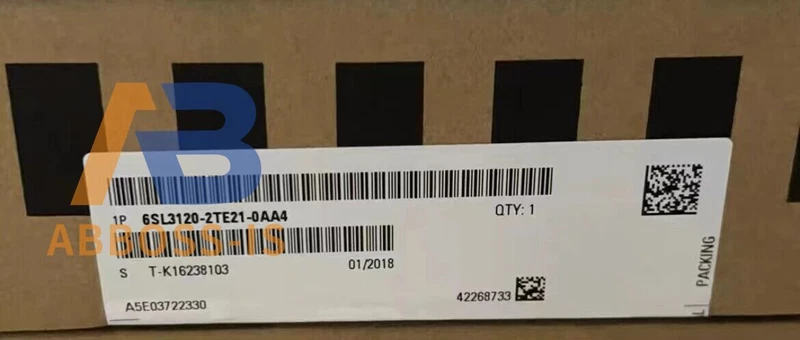 AB
ABBOSS-IS
1P 6SL3120-2TE21-0AA4 QTY: 1
S T-K16238103 01/2018
A5E03722330 42268733
PACKING